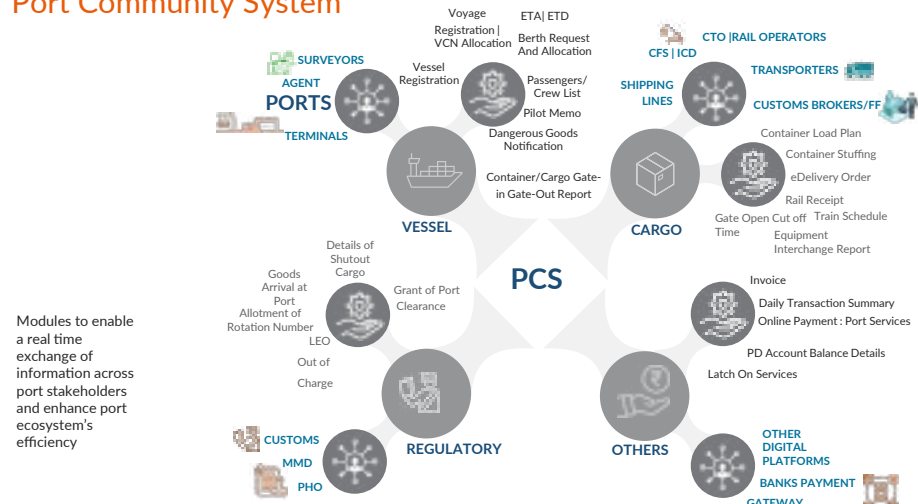 Port Community System
Voyage
Registration |
VCN Allocation
ETA| ETD
Berth Request
And Allocation
Vessel
Registration
Passengers/
Crew List
Pilot Memo
Dangerous Goods
Notification
Container/Cargo Gate-
in Gate-Out Report
SURVEYORS
AGENT
PORTS
TERMINALS
VESSEL
CTO |RAIL OPERATORS
CFS | ICD
TRANSPORTERS
SHIPPING
LINES
CUSTOMS BROKERS/FF
Container Load Plan
Container Stuffing
eDelivery Order
Rail Receipt
Gate Open Cut off
Time
Train Schedule
Equipment
Interchange Report
CARGO
PCS
Details of
Shutout
Cargo
Goods
Arrival at
Port
Allotment of
Rotation Number
Grant of Port
Clearance
LEO
Out of
Charge
REGULATORY
CUSTOMS
MMD
PHO
Modules to enable
a real time
exchange of
information across
port stakeholders
and enhance port
ecosystem's
efficiency
Invoice
Daily Transaction Summary
Online Payment : Port Services
PD Account Balance Details
Latch On Services
₹
OTHERS
OTHER
DIGITAL
PLATFORMS
BANKS PAYMENT
GATEWAY